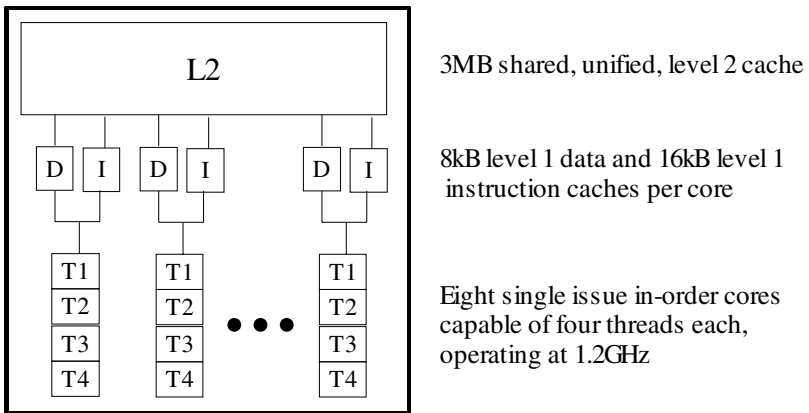 L2
3MB shared, unified, level 2 cache
D I D I D I
8kB level 1 data and 16kB level 1
instruction caches per core
T1 T1 T1
T2 T2 T2
T3 T3 T3
T4 T4 T4
Eight single issue in-order cores
capable of four threads each,
operating at 1.2GHz